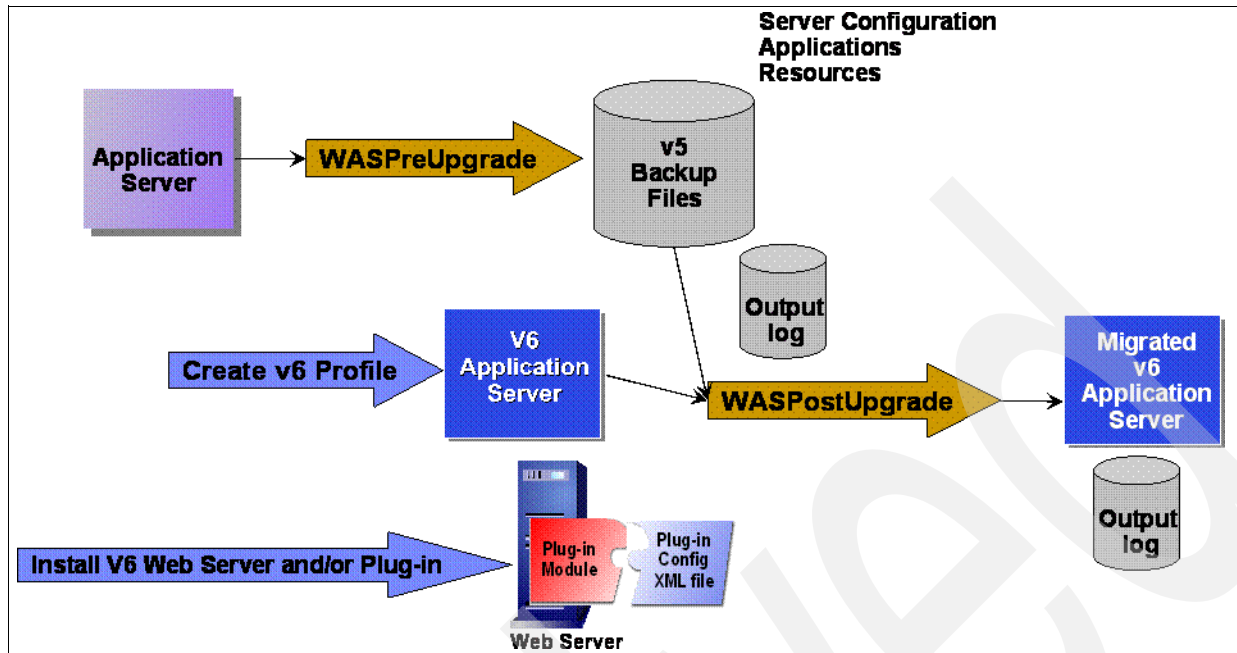 Server Configuration
Applications
Resources
Application
Server
WASPreUpgrade
v5
Backup
Files
Output
log
Create v6 Profile
V6
Application
Server
WASPostUpgrade
Migrated
v6
Application
Server
Output
log
Install V6 Web Server and/or Plug-in
Plug-in
Module
Plug-in
Config
XML file
Web Server